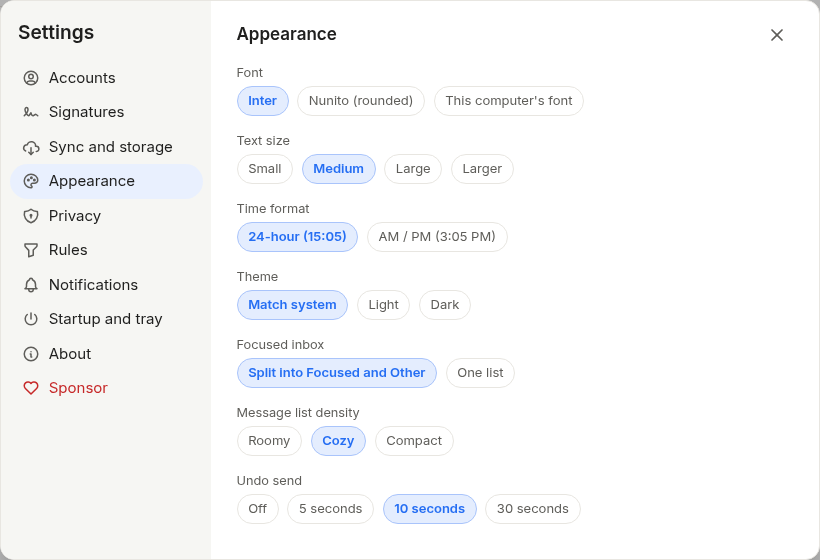 Settings
Accounts
Signatures
Sync and storage
Appearance
Privacy
Rules
Notifications
Startup and tray
About
Sponsor
Appearance
Font
Inter
Nunito (rounded)
This computer's font
Text size
Small
Medium
Large
Larger
Time format
24-hour (15:05)
AM / PM (3:05 PM)
Theme
Match system
Light
Dark
Focused inbox
Split into Focused and Other
One list
Message list density
Roomy
Cozy
Compact
Undo send
Off
5 seconds
10 seconds
30 seconds